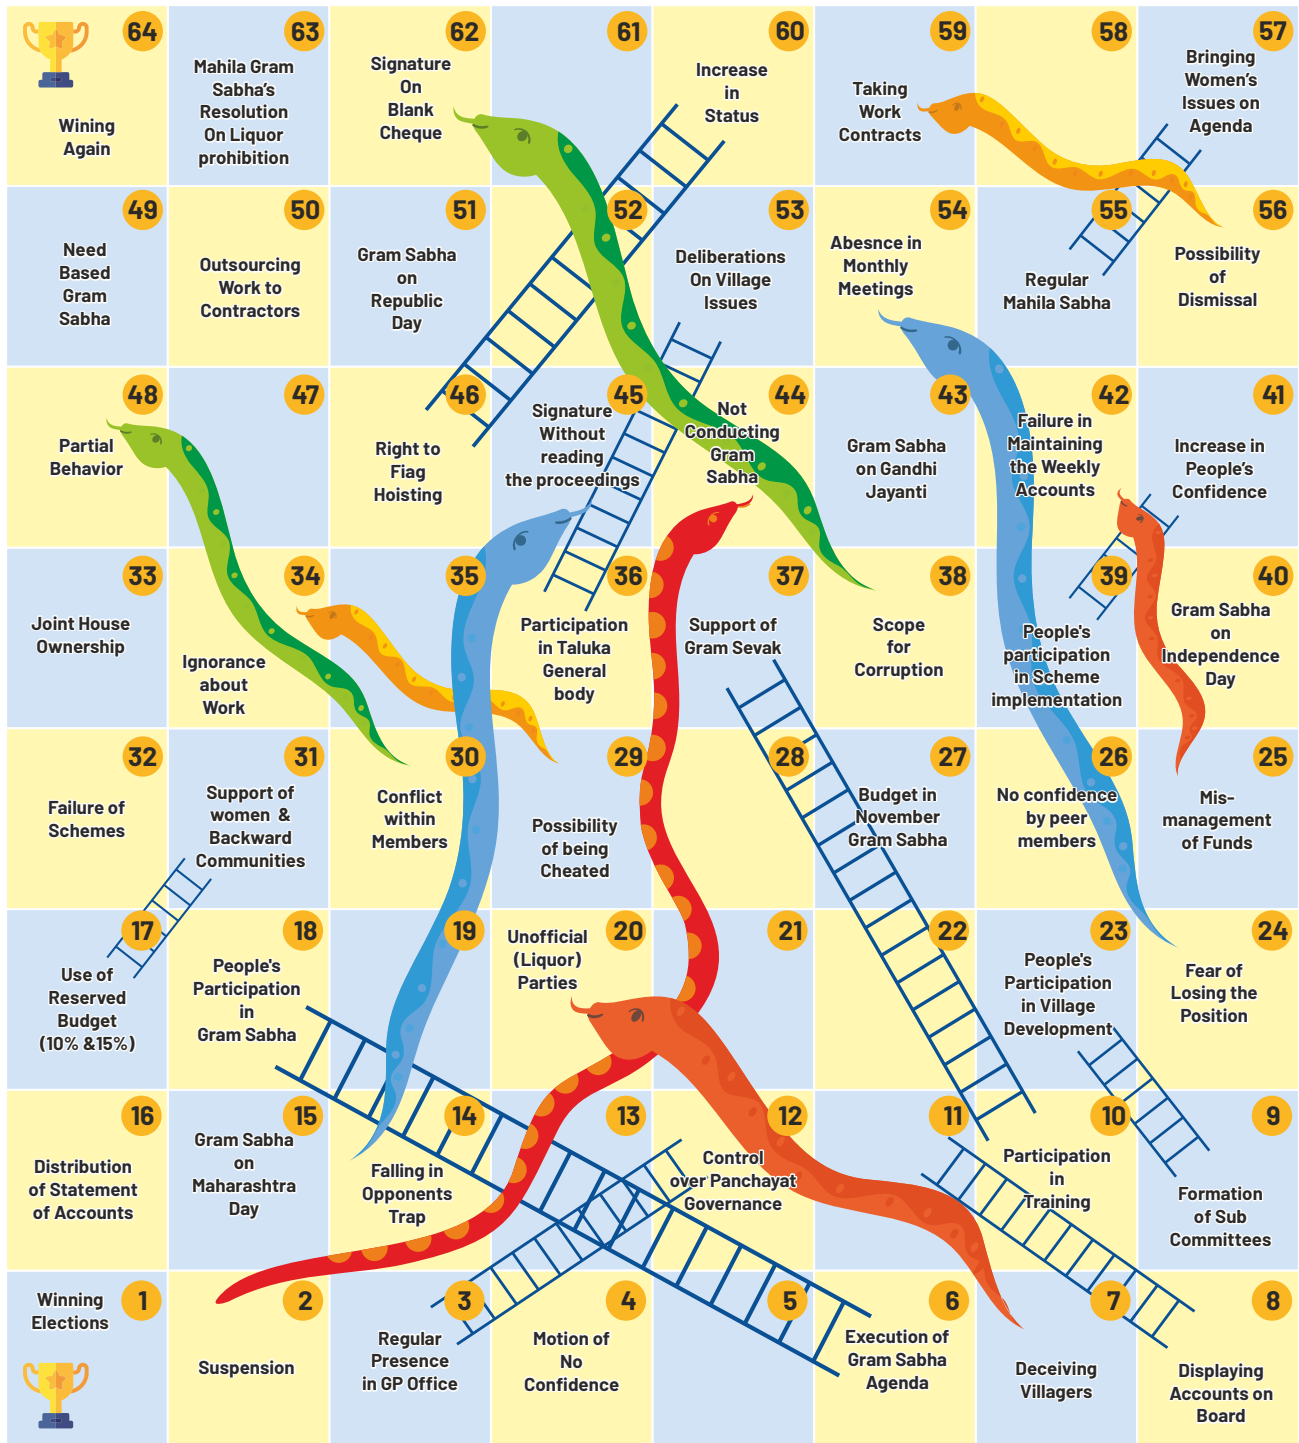 64
Wining
Again
63
Mahila Gram
Sabha's
Resolution
On Liquor
prohibition
62
Signature
On
Blank
Cheque
61
60
Increase
in
Status
59
Taking
Work
Contracts
58
57
Bringing
Women's
Issues on
Agenda
49
Need
Based
Gram
Sabha
50
Outsourcing
Work to
Contractors
51
Gram Sabha
on
Republic
Day
52
53
Deliberations
On Village
Issues
54
Abesnce in
Monthly
Meetings
55
Regular
Mahila Sabha
56
Possibility
of
Dismissal
48
Partial
Behavior
47
46
Right to
Fiag
Hoisting
45
Signature
Without
reading
the proceedings
44
Not
Conducting
Gram
Sabha
43
Gram Sabha
on Gandhi
Jayanti
42
Failure in
Maintaining
the Weekly
Accounts
41
Increase in
People's
Confidence
33
Joint House
Ownership
34
Ignorance
about
Work
35
36
Participation
in Taluka
General
body
37
Support of
Gram Sevak
38
Scope
for
Corruption
39
People's
participation
in Scheme
implementation
40
Gram Sabha
on
Independence
Day
32
Failure of
Schemes
31
Support of
women &
Backward
Communities
30
Conflict
within
Members
29
Possibility
of being
Cheated
28
27
Budget in
November
Gram Sabha
26
No confidence
by peer
members
25
Mis-
management
of Funds
17
Use of
Reserved
Budget
(10% &15%)
18
People's
Participation
in
Gram Sabha
19
20
Unofficial
(Liquor)
Parties
21
22
23
People's
Participation
in Village
Development
24
Fear of
Losing the
Position
16
Distribution
of Statement
of Accounts
15
Gram Sabha
on
Maharashtra
Day
14
Falling in
Opponents
Trap
13
12
Control
over Panchayat
Governance
11
10
Participation
in
Training
9
Formation
of Sub
Committees
1
Winning
Elections
2
Suspension
3
Regular
Presence
in GP Office
4
Motion of
No
Confidence
5
6
Execution of
Gram Sabha
Agenda
7
Deceiving
Villagers
8
Displaying
Accounts on
Board